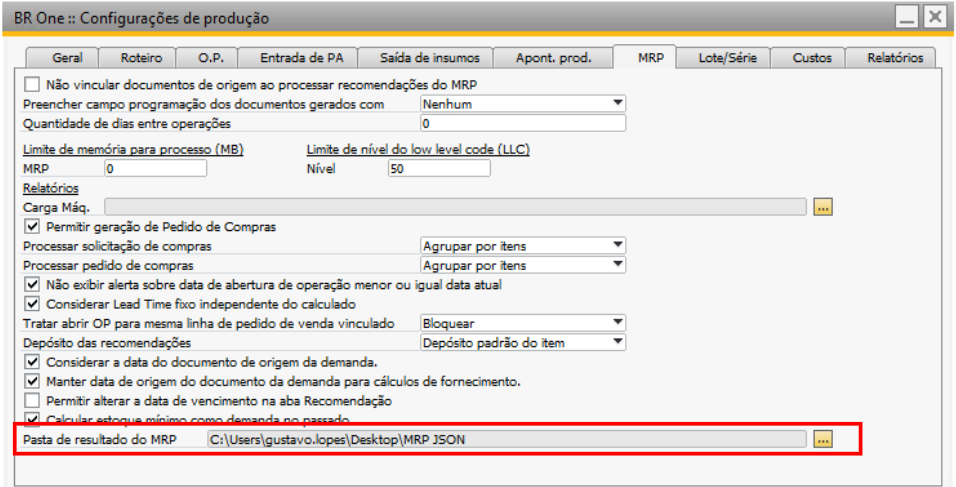 BR One :: Configurações de produção
Geral Roteiro O.P. Entrada de PA Saída de insumos Apont. prod. MRP Lote/Série Custos Relatórios
Não vincular documentos de origem ao processar recomendações do MRP
Preencher campo programação dos documentos gerados com Nenhum
Quantidade de dias entre operações 0
Limite de memória para processo (MB) Limite de nível do low level code (LLC)
MRP 0 Nível 50
Relatórios
Carga Máq. ...
Permitir geração de Pedido de Compras
Processar solicitação de compras Agrupar por itens
Processar pedido de compras Agrupar por itens
Não exibir alerta sobre data de abertura de operação menor ou igual data atual
Considerar Lead Time fixo independente do calculado
Tratar abrir OP para mesma linha de pedido de venda vinculado Bloquear
Depósito das recomendações Depósito padrão do item
Considerar a data do documento de origem da demanda.
Manter data de origem do documento da demanda para cálculos de fornecimento.
Permitir alterar a data de vencimento na aba Recomendação
Calcular estoque mínimo como demanda no passado
Pasta de resultado do MRP C:\Users\gustavo.lopes\Desktop\MRP JSON ...